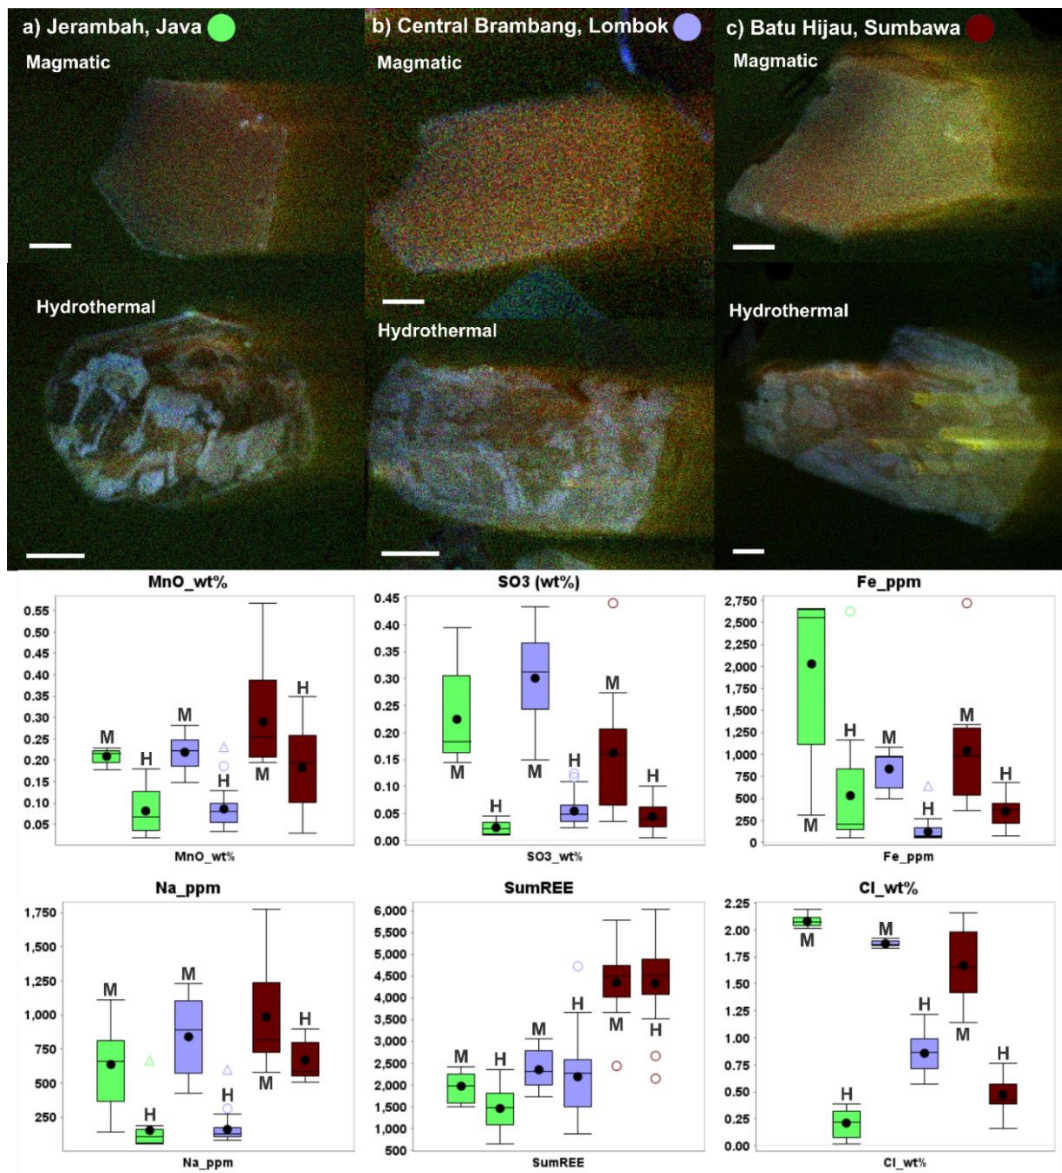 a) Jerambah, Java
Magmatic
b) Central Brambang, Lombok
Magmatic
c) Batu Hijau, Sumbawa
Magmatic
Hydrothermal
Hydrothermal
Hydrothermal
MnO_wt%
0.55
0.50
0.45
0.40
0.35
0.30
0.25
0.20
0.15
0.10
0.05
M
H
M
H
M
H
MnO_wt%
SO3 (wt%)
0.45
0.40
0.35
0.30
0.25
0.20
0.15
0.10
0.05
0.00
M
H
M
H
M
H
SO3_wt%
Fe_ppm
2,750
2,500
2,250
2,000
1,750
1,500
1,250
1,000
750
500
250
0
M
H
M
H
M
H
Fe_ppm
Na_ppm
1,750
1,500
1,250
1,000
750
500
250
M
H
M
H
M
H
Na_ppm
SumREE
6,000
5,500
5,000
4,500
4,000
3,500
3,000
2,500
2,000
1,500
1,000
500
M
H
M
H
M
H
SumREE
Cl_wt%
2.25
2.00
1.75
1.50
1.25
1.00
0.75
0.50
0.25
0.00
M
H
M
H
M
H
Cl_wt%